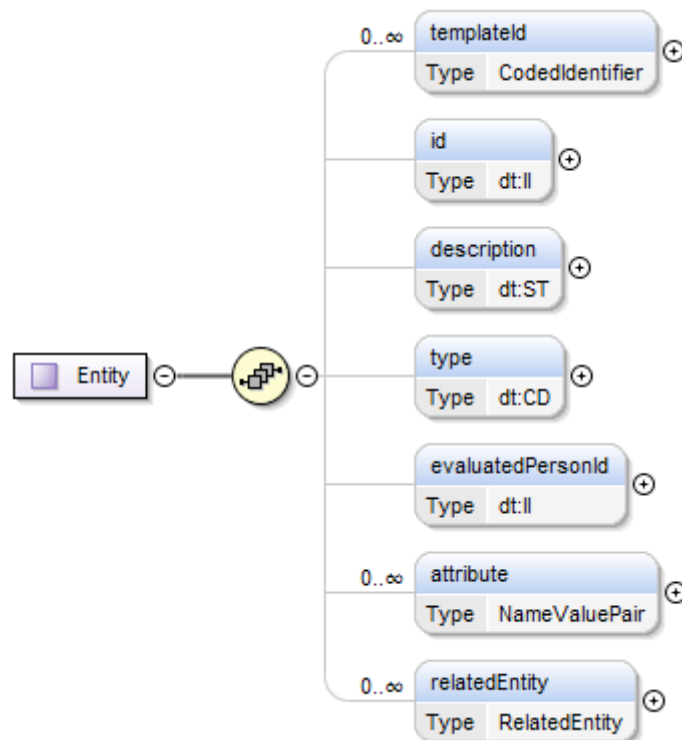 0..∞ templateId
Type CodedIdentifier
id
Type dt:II
description
Type dt:ST
Entity
type
Type dt:CD
evaluatedPersonId
Type dt:II
0..∞ attribute
Type NameValuePair
0..∞ relatedEntity
Type RelatedEntity